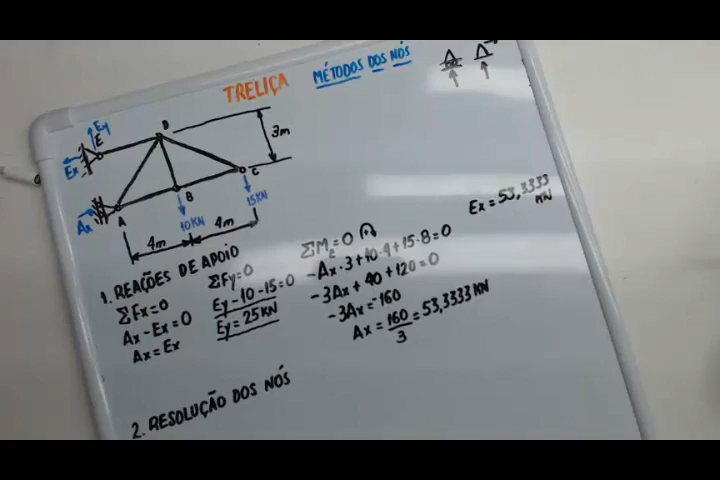 TRELIÇA
MÉTODOS DOS NÓS
D
Ey
E
Ex
3m
C
B
A
Ax
10KN
15KN
4m
4m
Ex = 53,3333 KN
1. REAÇÕES DE APOIO
ΣFx=0
Ax - Ex = 0
Ax = Ex
ΣFy=0
Ey - 10 - 15 = 0
Ey = 25KN
ΣME=0
-Ax·3+10·4+15·8=0
-3Ax + 40 + 120 = 0
-3Ax = -160
Ax = 160/3 = 53,3333 KN
2. RESOLUÇÃO DOS NÓS